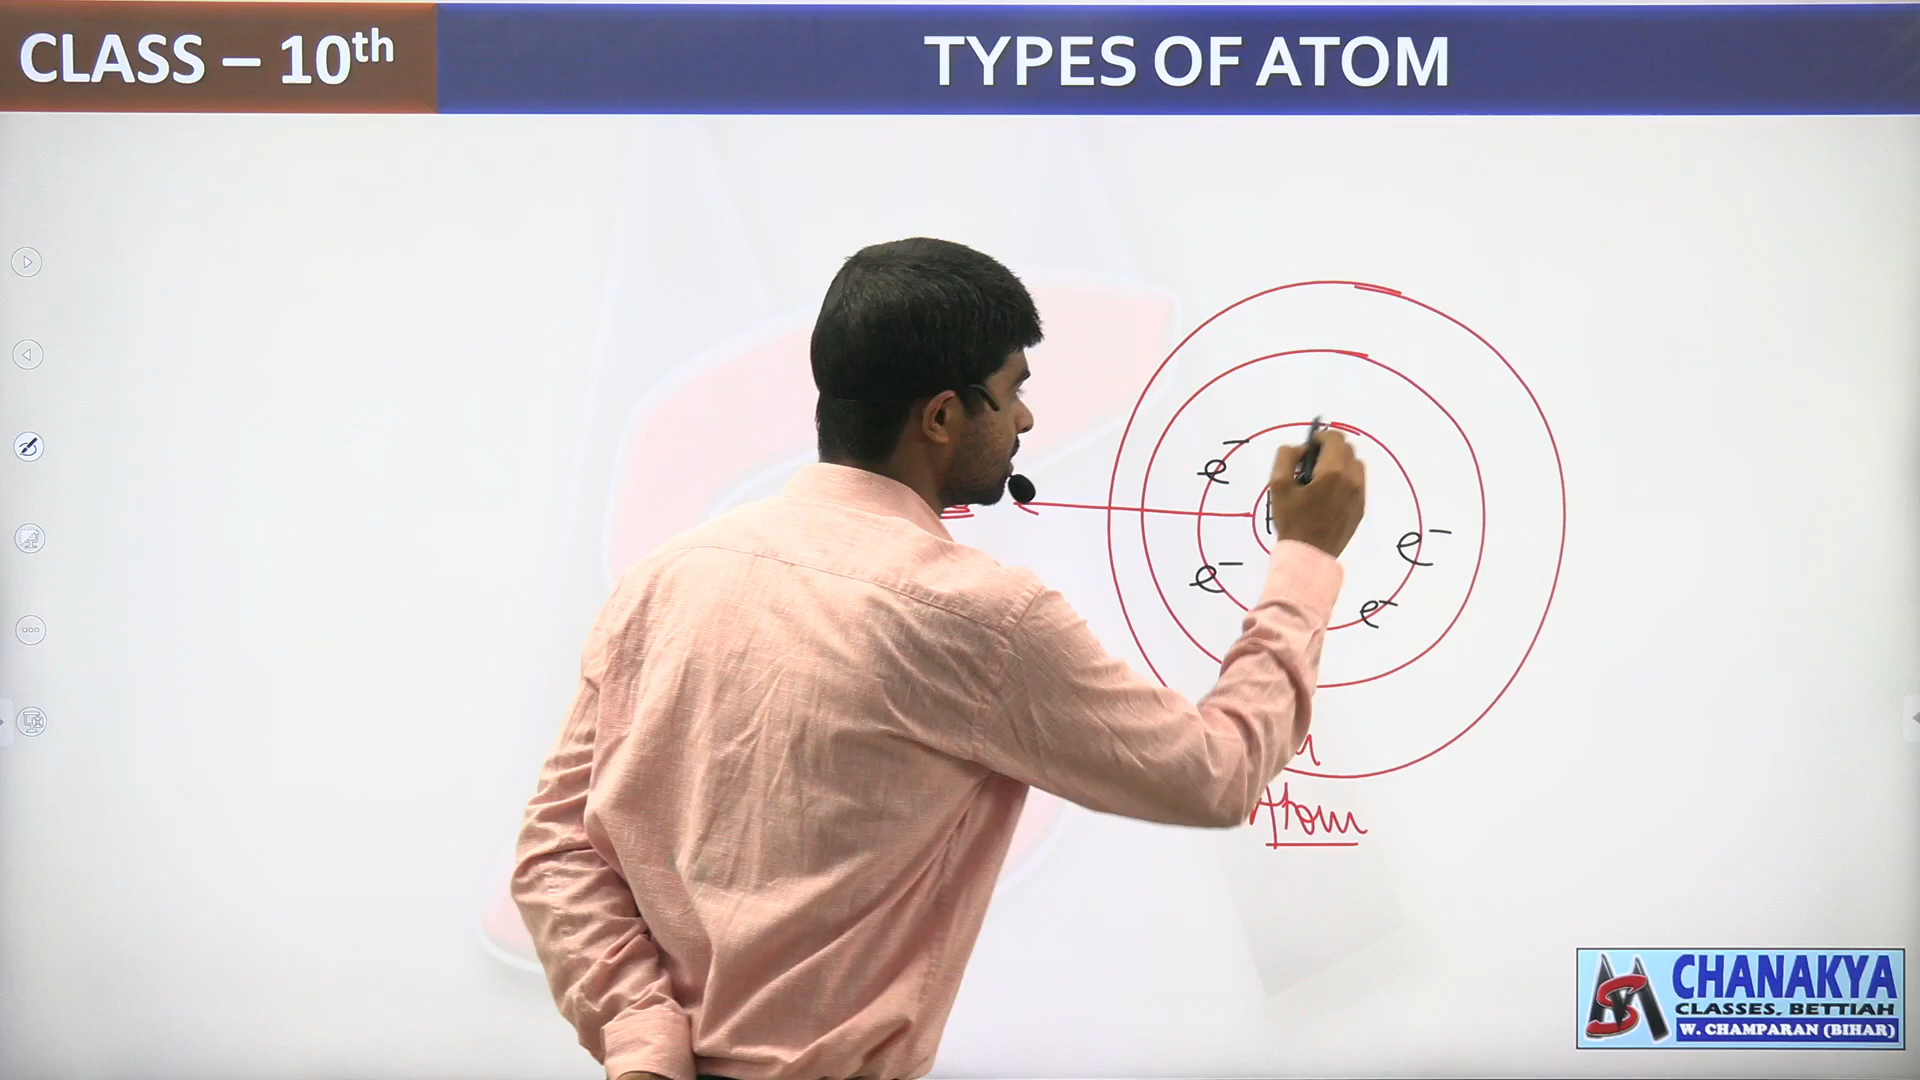 CLASS – 10th
TYPES OF ATOM
e-
e-
e-
e-
Atom
CHANAKYA
CLASSES, BETTIAH
W. CHAMPARAN (BIHAR)